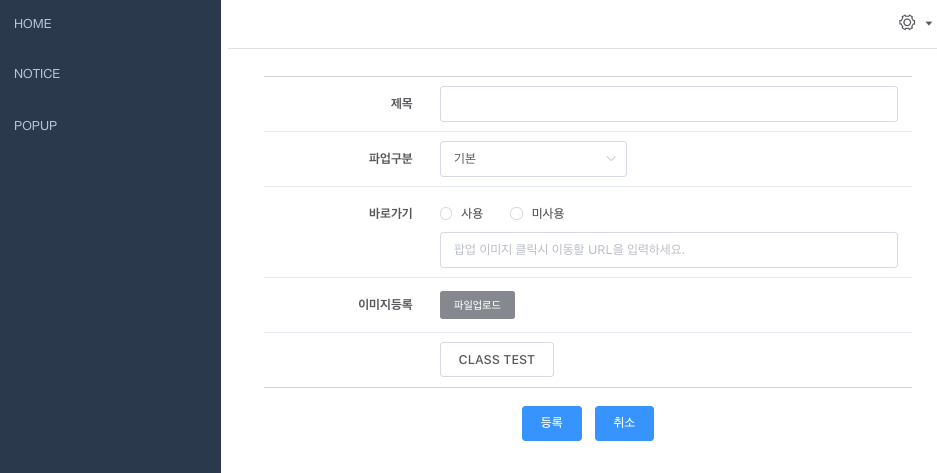 HOME
NOTICE
POPUP
제목
파업구분
기본
바로가기
사용
미사용
팝업 이미지 클릭시 이동할 URL을 입력하세요.
이미지등록
파일업로드
CLASS TEST
등록
취소